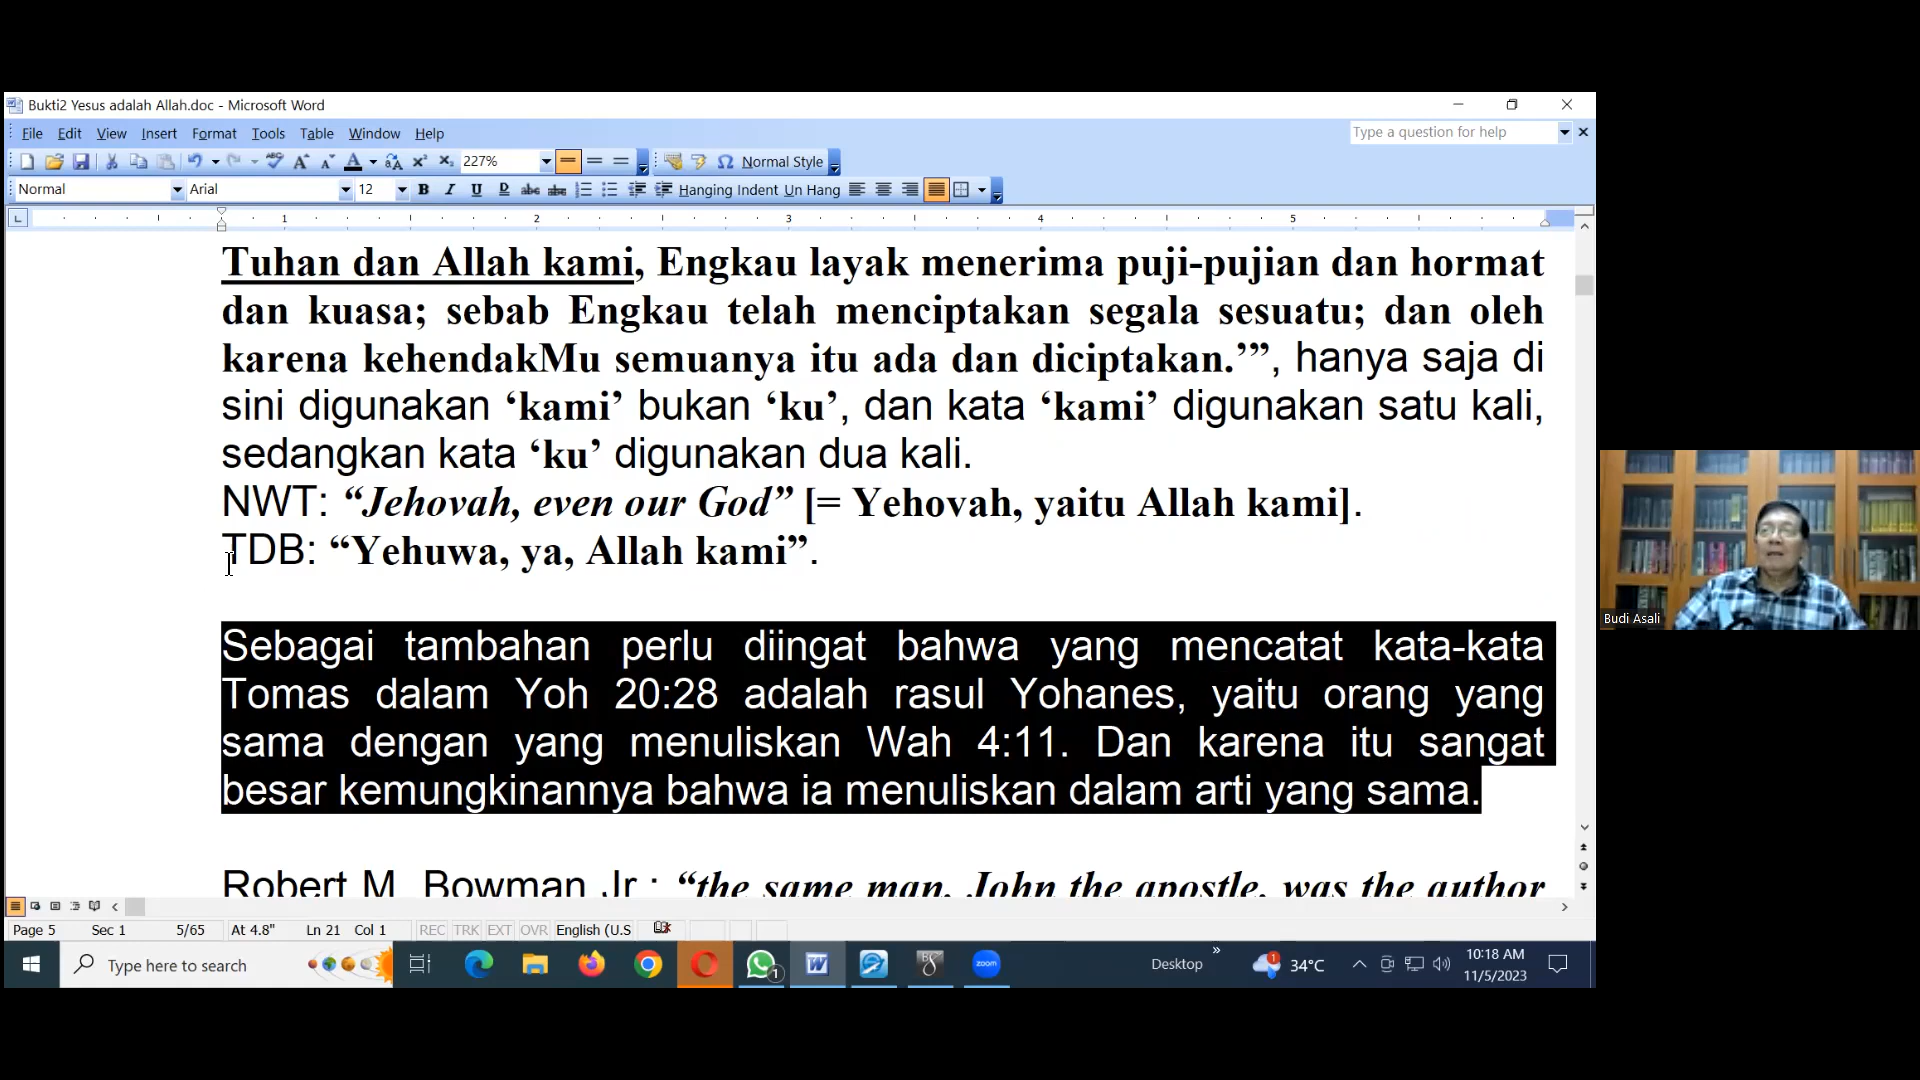 Bukti2 Yesus adalah Allah.doc - Microsoft Word
File Edit View Insert Format Tools Table Window Help
Type a question for help
227%
Normal Style
Normal Arial 12
Hanging Indent Un Hang
1 2 3 4 5
Tuhan dan Allah kami, Engkau layak menerima puji-pujian dan hormat
dan kuasa; sebab Engkau telah menciptakan segala sesuatu; dan oleh
karena kehendakMu semuanya itu ada dan diciptakan.’”, hanya saja di
sini digunakan ‘kami’ bukan ‘ku’, dan kata ‘kami’ digunakan satu kali,
sedangkan kata ‘ku’ digunakan dua kali.
NWT: “Jehovah, even our God” [= Yehovah, yaitu Allah kami].
TDB: “Yehuwa, ya, Allah kami”.
Sebagai tambahan perlu diingat bahwa yang mencatat kata-kata
Tomas dalam Yoh 20:28 adalah rasul Yohanes, yaitu orang yang
sama dengan yang menuliskan Wah 4:11. Dan karena itu sangat
besar kemungkinannya bahwa ia menuliskan dalam arti yang sama.
Robert M. Bowman Jr.: “the same man, John the apostle, was the author
Budi Asali
Page 5 Sec 1 5/65 At 4.8" Ln 21 Col 1 REC TRK EXT OVR English (U.S
Type here to search
zoom
Desktop
34°C
10:18 AM
11/5/2023